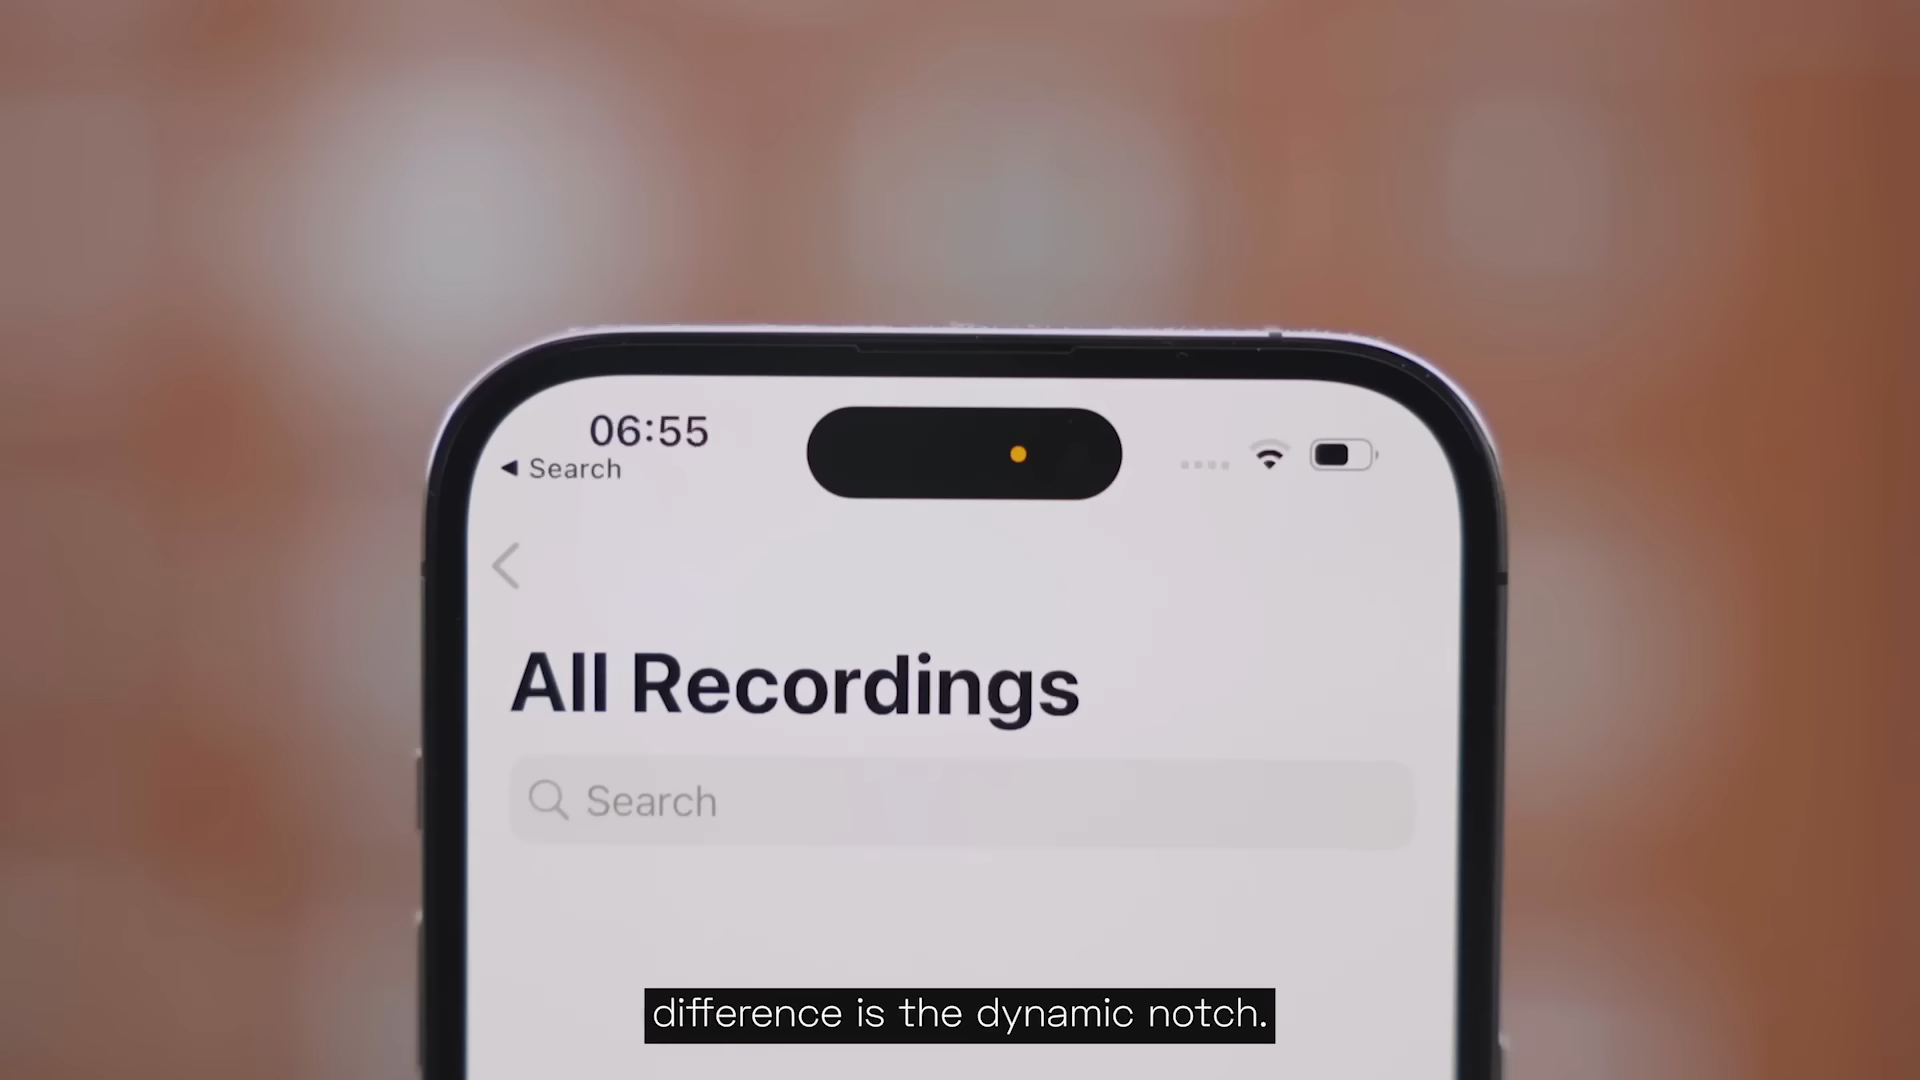 06:55
◀ Search
All Recordings
Search
difference is the dynamic notch.